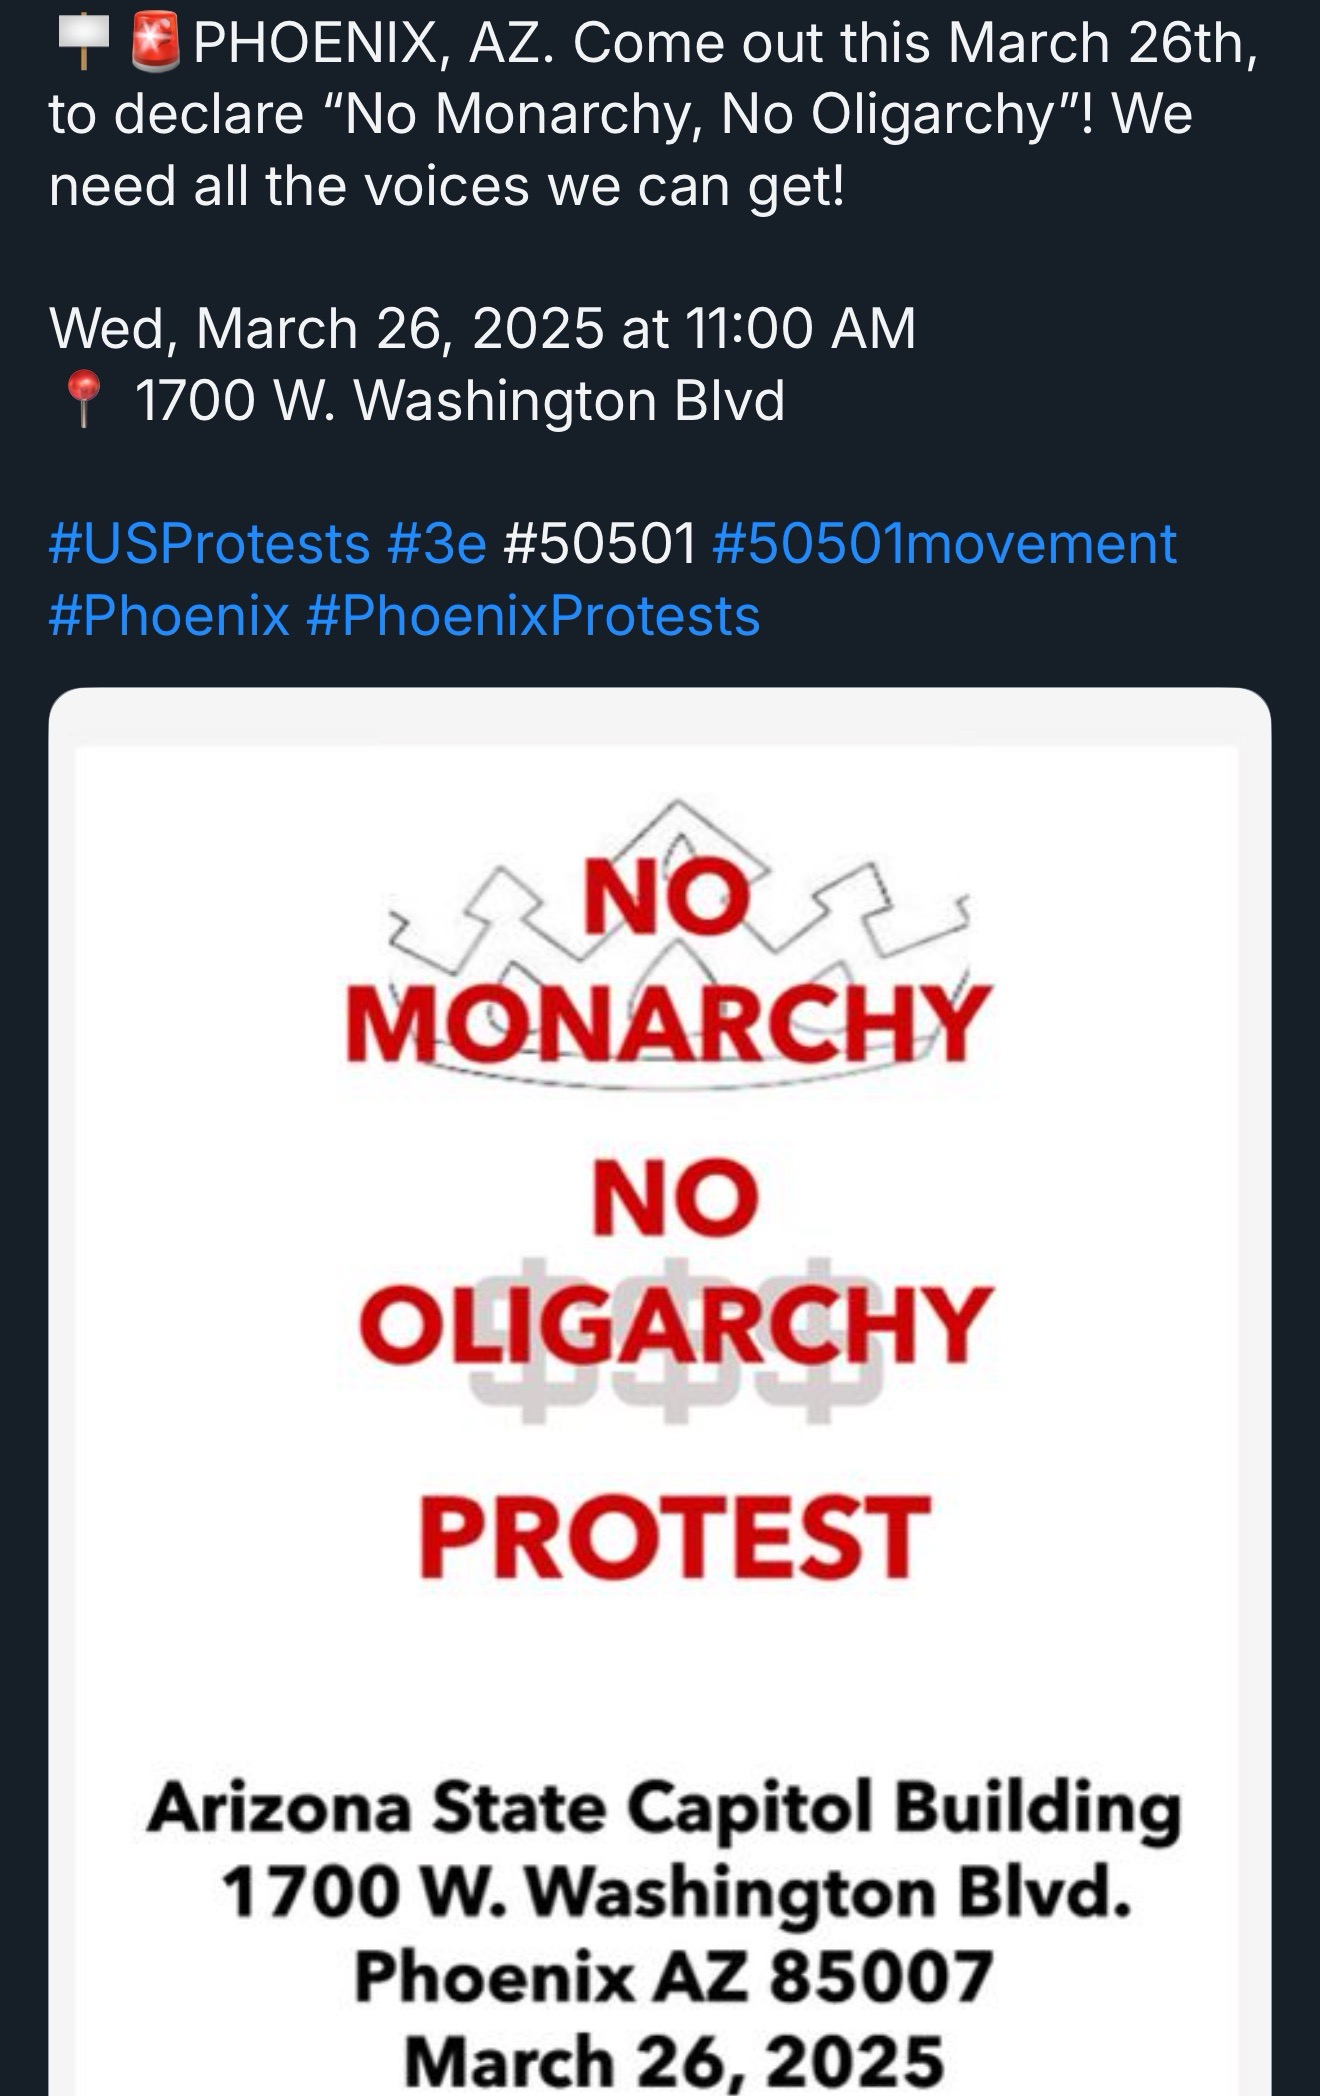 🪧🚨PHOENIX, AZ. Come out this March 26th,
to declare “No Monarchy, No Oligarchy”! We
need all the voices we can get!
Wed, March 26, 2025 at 11:00 AM
📍 1700 W. Washington Blvd
#USProtests #3e #50501 #50501movement
#Phoenix #PhoenixProtests
NO
MONARCHY
NO
OLIGARCHY
$$$
PROTEST
Arizona State Capitol Building
1700 W. Washington Blvd.
Phoenix AZ 85007
March 26, 2025